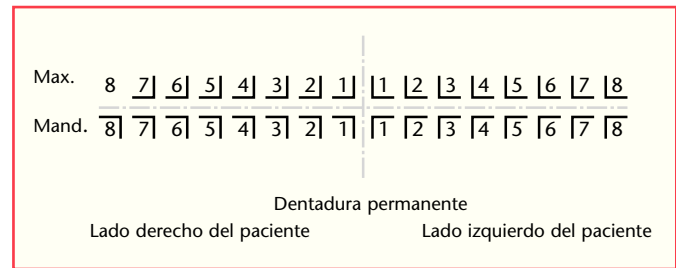 Max. 8 7 6 5 4 3 2 1 1 2 3 4 5 6 7 8
Mand. 8 7 6 5 4 3 2 1 1 2 3 4 5 6 7 8
Dentadura permanente
Lado derecho del paciente Lado izquierdo del paciente